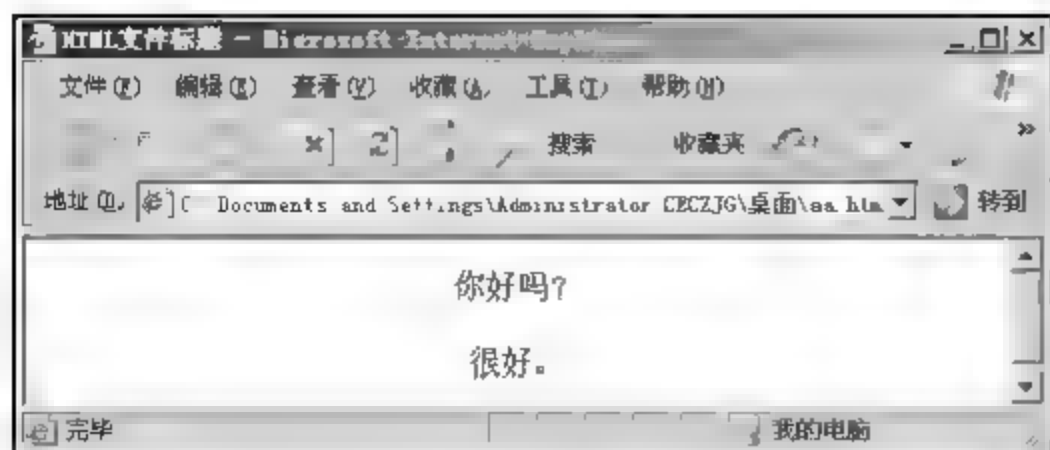 HTML文件标题 - Microsoft Internet
文件(F) 编辑(E) 查看(V) 收藏(A) 工具(T) 帮助(H)
搜索 收藏夹 »
地址(D) C Documents and Settings\Administrator CECZJG\桌面\aa htm 转到
你好吗?
很好。
完毕 我的电脑